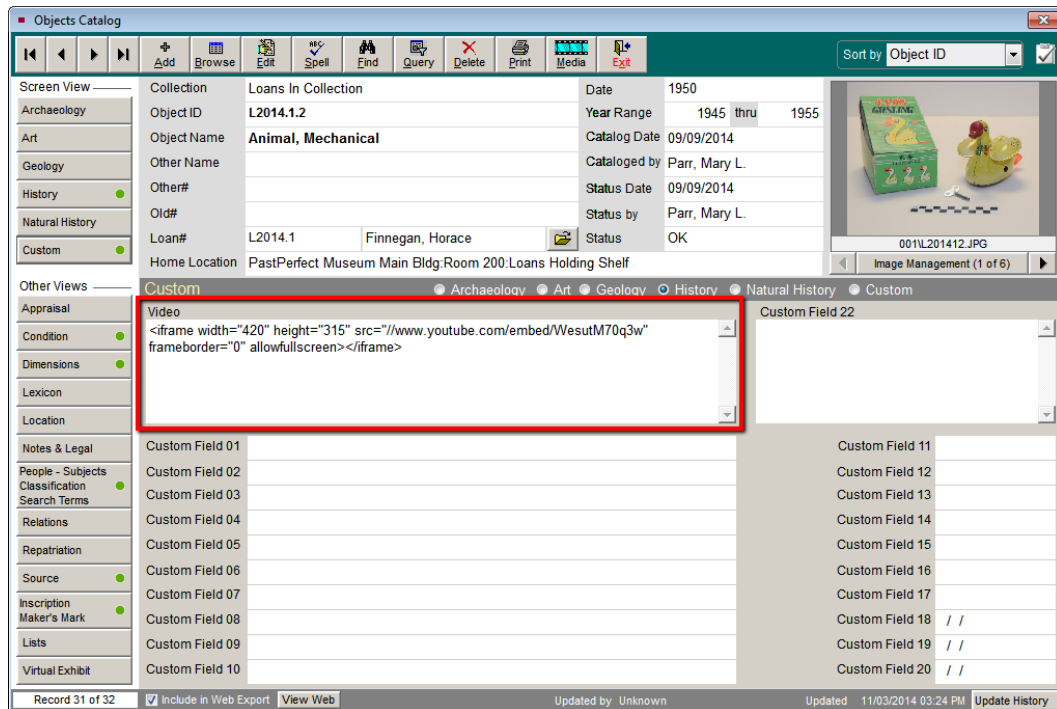 Objects Catalog
Add Browse Edit ABC Spell Find Query Delete Print Media Exit
Sort by Object ID
Screen View
Archaeology
Art
Geology
History
Natural History
Custom
Other Views
Appraisal
Condition
Dimensions
Lexicon
Location
Notes & Legal
People - Subjects
Classification
Search Terms
Relations
Repatriation
Source
Inscription
Maker's Mark
Lists
Virtual Exhibit
Collection Loans In Collection
Object ID L2014.1.2
Object Name Animal, Mechanical
Other Name
Other#
Old#
Loan# L2014.1 Finnegan, Horace
Home Location PastPerfect Museum Main Bldg:Room 200:Loans Holding Shelf
Date 1950
Year Range 1945 thru 1955
Catalog Date 09/09/2014
Cataloged by Parr, Mary L.
Status Date 09/09/2014
Status by Parr, Mary L.
Status OK
001\L201412.JPG
Image Management (1 of 6)
Custom Archaeology Art Geology History Natural History Custom
Video
<iframe width="420" height="315" src="//www.youtube.com/embed/WesutM70q3w"
frameborder="0" allowfullscreen></iframe>
Custom Field 22
Custom Field 01
Custom Field 02
Custom Field 03
Custom Field 04
Custom Field 05
Custom Field 06
Custom Field 07
Custom Field 08
Custom Field 09
Custom Field 10
Custom Field 11
Custom Field 12
Custom Field 13
Custom Field 14
Custom Field 15
Custom Field 16
Custom Field 17
Custom Field 18 / /
Custom Field 19 / /
Custom Field 20 / /
Record 31 of 32 Include in Web Export View Web Updated by Unknown Updated 11/03/2014 03:24 PM Update History